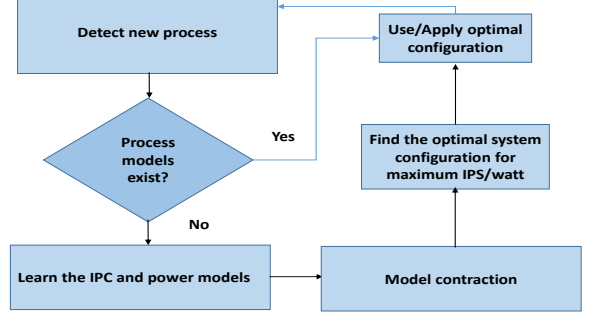 Detect new process
Use/Apply optimal
configuration
Process
models
exist?
Yes
Find the optimal system
configuration for
maximum IPS/watt
No
Learn the IPC and power models
Model contraction